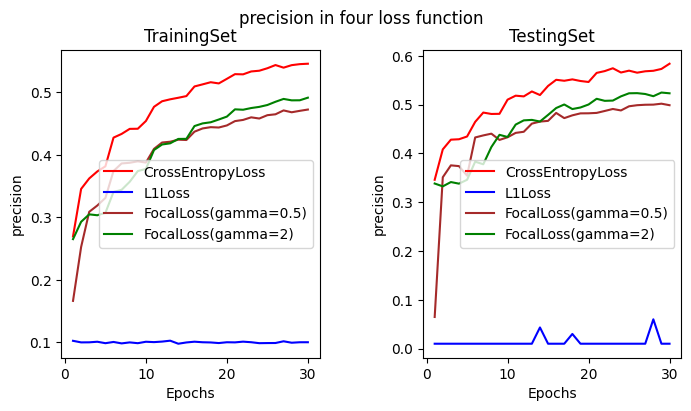 precision in four loss function
TrainingSet
precision
0.5
0.4
0.3
0.2
0.1
0
10
20
30
Epochs
CrossEntropyLoss
L1Loss
FocalLoss(gamma=0.5)
FocalLoss(gamma=2)
TestingSet
precision
0.6
0.5
0.4
0.3
0.2
0.1
0.0
0
10
20
30
Epochs
CrossEntropyLoss
L1Loss
FocalLoss(gamma=0.5)
FocalLoss(gamma=2)